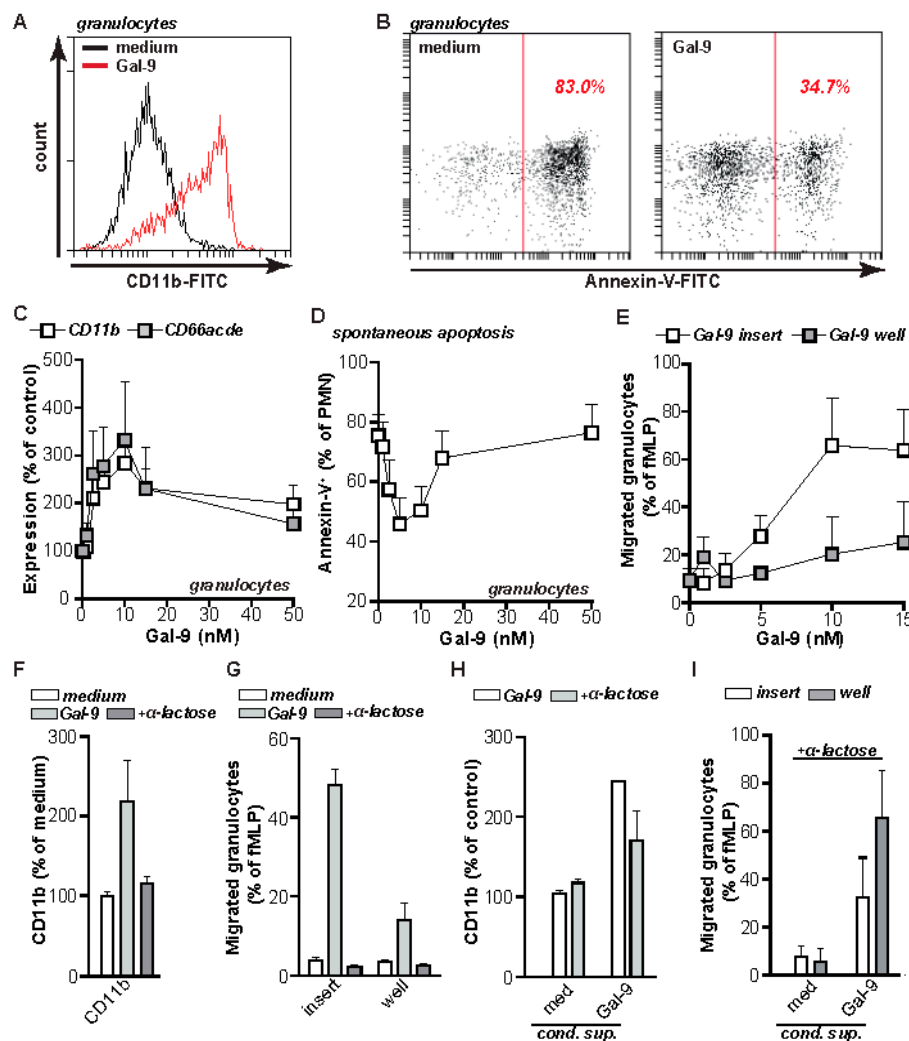 A
granulocytes
medium
Gal-9
count
CD11b-FITC
B
granulocytes
medium
83.0%
Gal-9
34.7%
Annexin-V-FITC
C
CD11b
CD66acde
Expression (% of control)
500
400
300
200
100
0
granulocytes
0 10 20 30 40 50
Gal-9 (nM)
D
spontaneous apoptosis
Annexin-V⁺ (% of PMN)
100
80
60
40
20
granulocytes
0 10 20 30 40 50
Gal-9 (nM)
E
Gal-9 insert
Gal-9 well
Migrated granulocytes
(% of fMLP)
100
80
60
40
20
0
0 5 10 15
Gal-9 (nM)
F
medium
Gal-9
+α-lactose
CD11b (% of medium)
300
200
100
0
CD11b
G
medium
Gal-9
+α-lactose
Migrated granulocytes
(% of fMLP)
60
40
20
0
insert
well
H
Gal-9
+α-lactose
CD11b (% of control)
300
200
100
0
med
Gal-9
cond. sup.
I
insert
well
+α-lactose
Migrated granulocytes
(% of fMLP)
100
80
60
40
20
0
med
Gal-9
cond. sup.